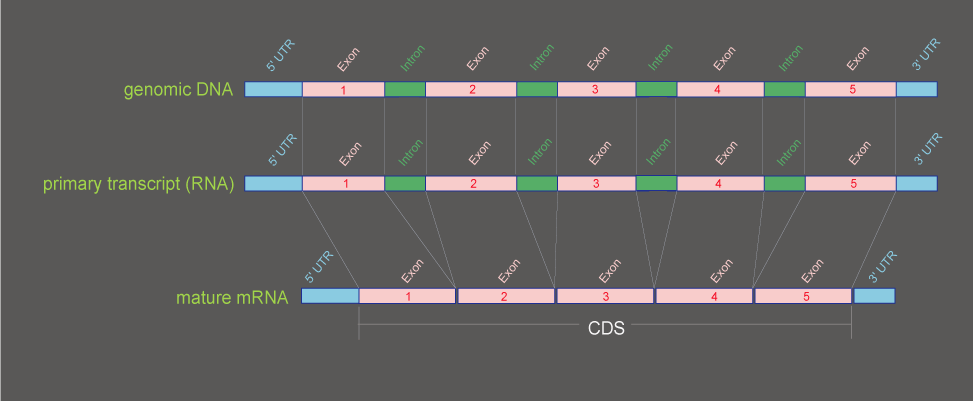 5' UTR Exon Intron Exon Intron Exon Intron Exon Intron Exon 3' UTR
genomic DNA 1 2 3 4 5
5' UTR Exon Intron Exon Intron Exon Intron Exon Intron Exon 3' UTR
primary transcript (RNA) 1 2 3 4 5
5' UTR Exon Exon Exon Exon Exon 3' UTR
mature mRNA 1 2 3 4 5
CDS